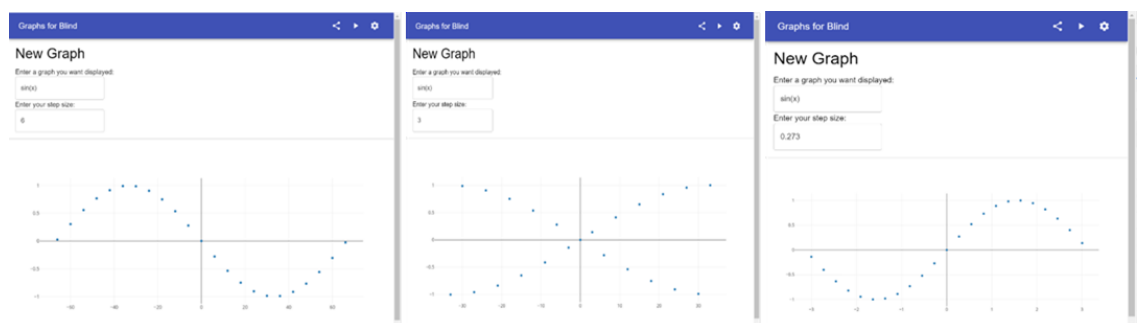 Graphs for Blind
New Graph
Enter a graph you want displayed:
sin(x)
Enter your step size:
6
1
0.5
0
−0.5
−1
−60
−40
−20
0
20
40
60
Graphs for Blind
New Graph
Enter a graph you want displayed:
sin(x)
Enter your step size:
3
1
0.5
0
−0.5
−1
−30
−20
−10
0
10
20
30
Graphs for Blind
New Graph
Enter a graph you want displayed:
sin(x)
Enter your step size:
0.273
1
0.5
0
−0.5
−1
−3
−2
−1
0
1
2
3